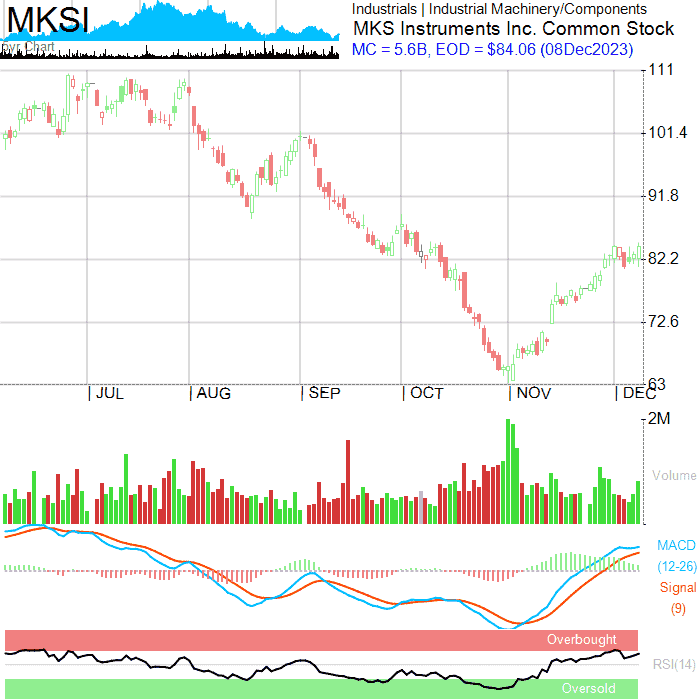 MKSI
pvr Chart
Industrials | Industrial Machinery/Components
MKS Instruments Inc. Common Stock
MC = 5.6B, EOD = $84.06 (08Dec2023)
111
101.4
91.8
82.2
72.6
63
JUL AUG SEP OCT NOV DEC
2M
Volume
MACD
(12-26)
Signal
(9)
Overbought
RSI(14)
Oversold